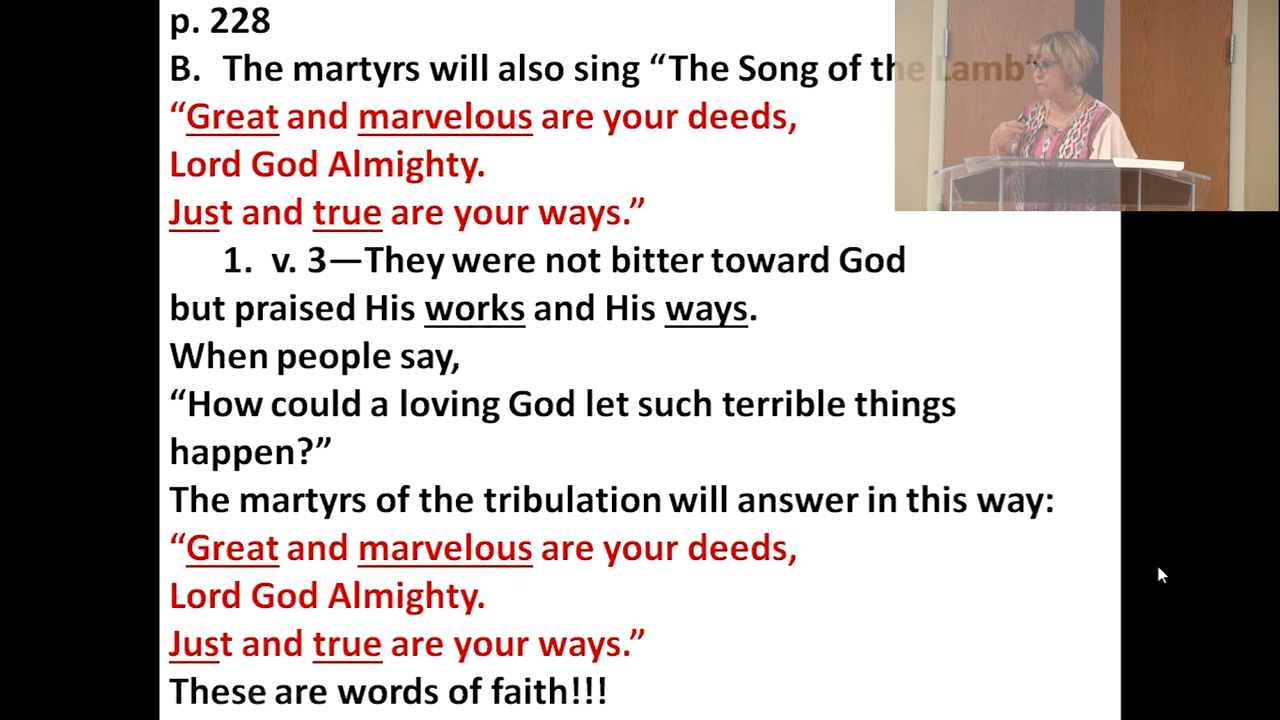 p. 228
B. The martyrs will also sing “The Song of the Lamb”
“Great and marvelous are your deeds,
Lord God Almighty.
Just and true are your ways.”
1. v. 3—They were not bitter toward God
but praised His works and His ways.
When people say,
“How could a loving God let such terrible things
happen?”
The martyrs of the tribulation will answer in this way:
“Great and marvelous are your deeds,
Lord God Almighty.
Just and true are your ways.”
These are words of faith!!!